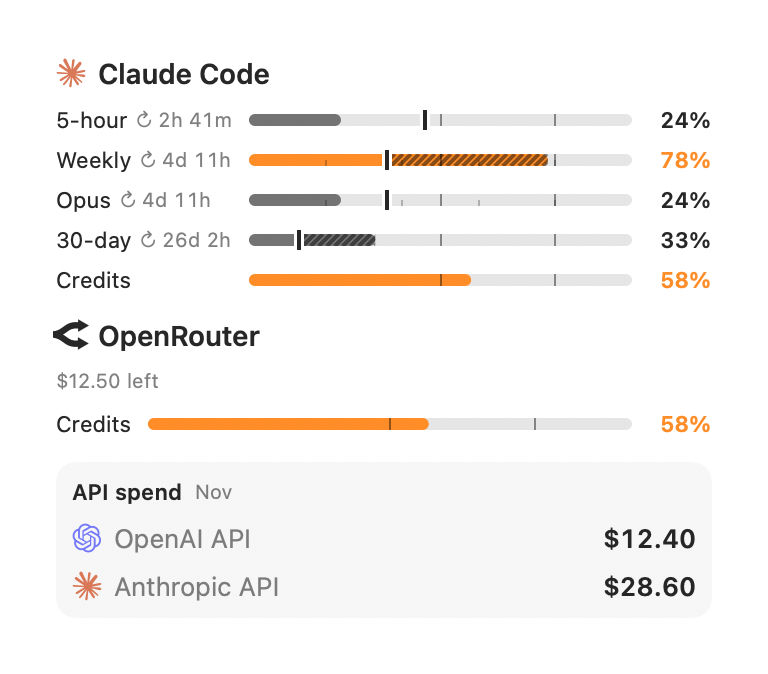 Claude Code
5-hour 2h 41m 24%
Weekly 4d 11h 78%
Opus 4d 11h 24%
30-day 26d 2h 33%
Credits 58%
OpenRouter
$12.50 left
Credits 58%
API spend Nov
OpenAI API $12.40
Anthropic API $28.60